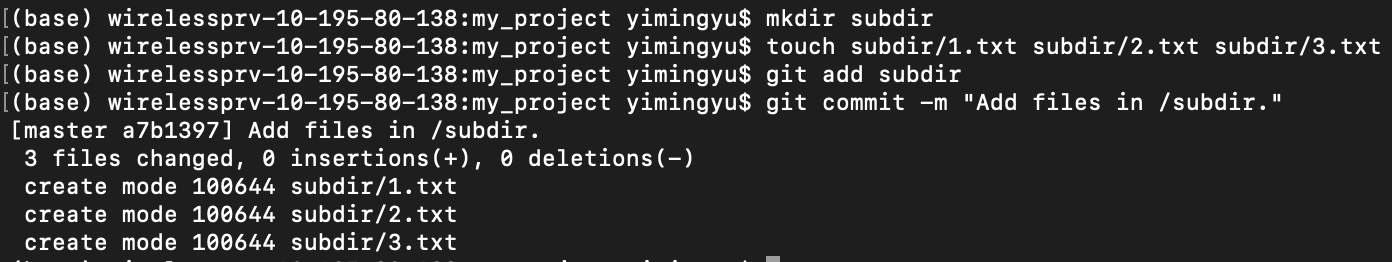 [(base) wirelessprv-10-195-80-138:my_project yimingyu$ mkdir subdir
[(base) wirelessprv-10-195-80-138:my_project yimingyu$ touch subdir/1.txt subdir/2.txt subdir/3.txt
[(base) wirelessprv-10-195-80-138:my_project yimingyu$ git add subdir
[(base) wirelessprv-10-195-80-138:my_project yimingyu$ git commit -m "Add files in /subdir."
[master a7b1397] Add files in /subdir.
 3 files changed, 0 insertions(+), 0 deletions(-)
 create mode 100644 subdir/1.txt
 create mode 100644 subdir/2.txt
 create mode 100644 subdir/3.txt